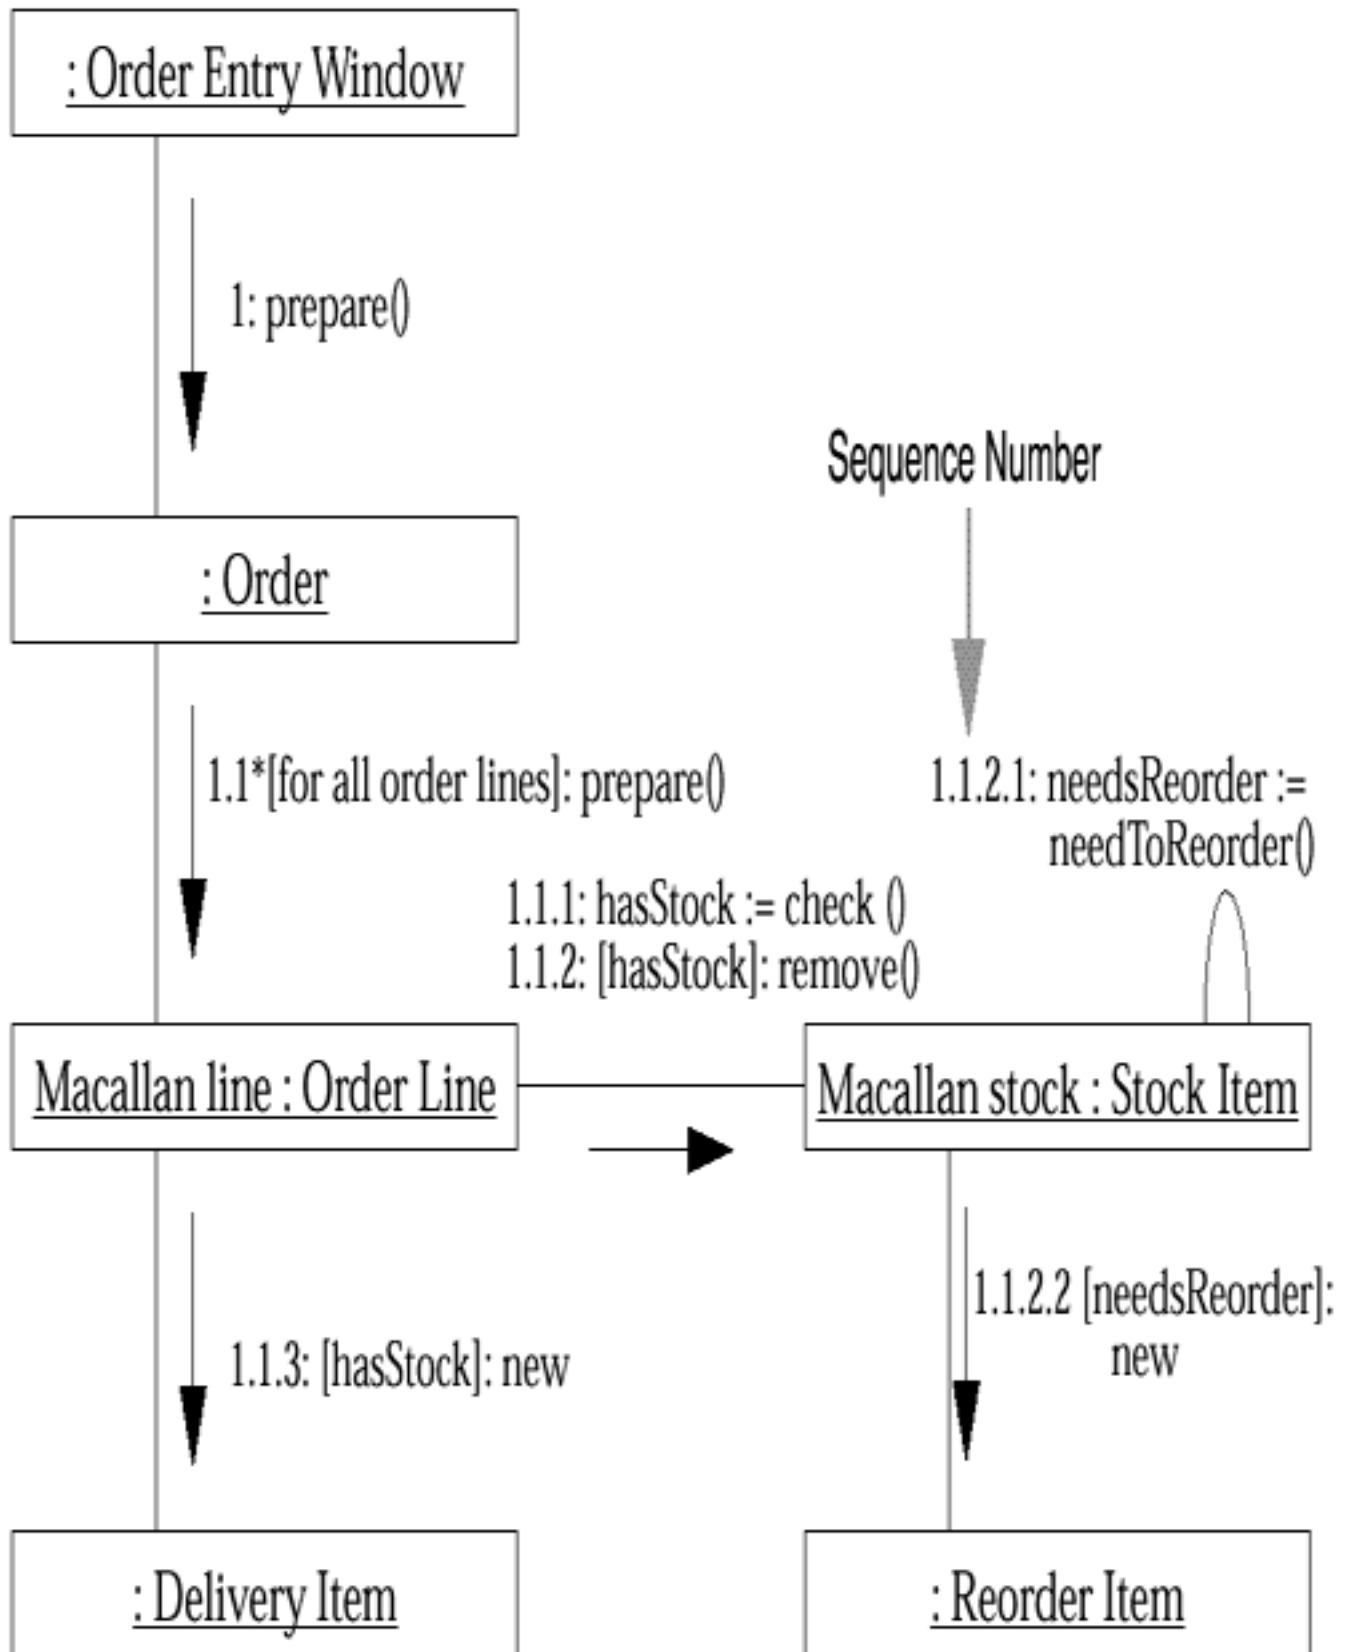 : Order Entry Window
1: prepare()
Sequence Number
: Order
1.1*[for all order lines]: prepare()
1.1.2.1: needsReorder :=
needToReorder()
1.1.1: hasStock := check ()
1.1.2: [hasStock]: remove()
Macallan line : Order Line
Macallan stock : Stock Item
1.1.2.2 [needsReorder]:
new
1.1.3: [hasStock]: new
: Delivery Item
: Reorder Item